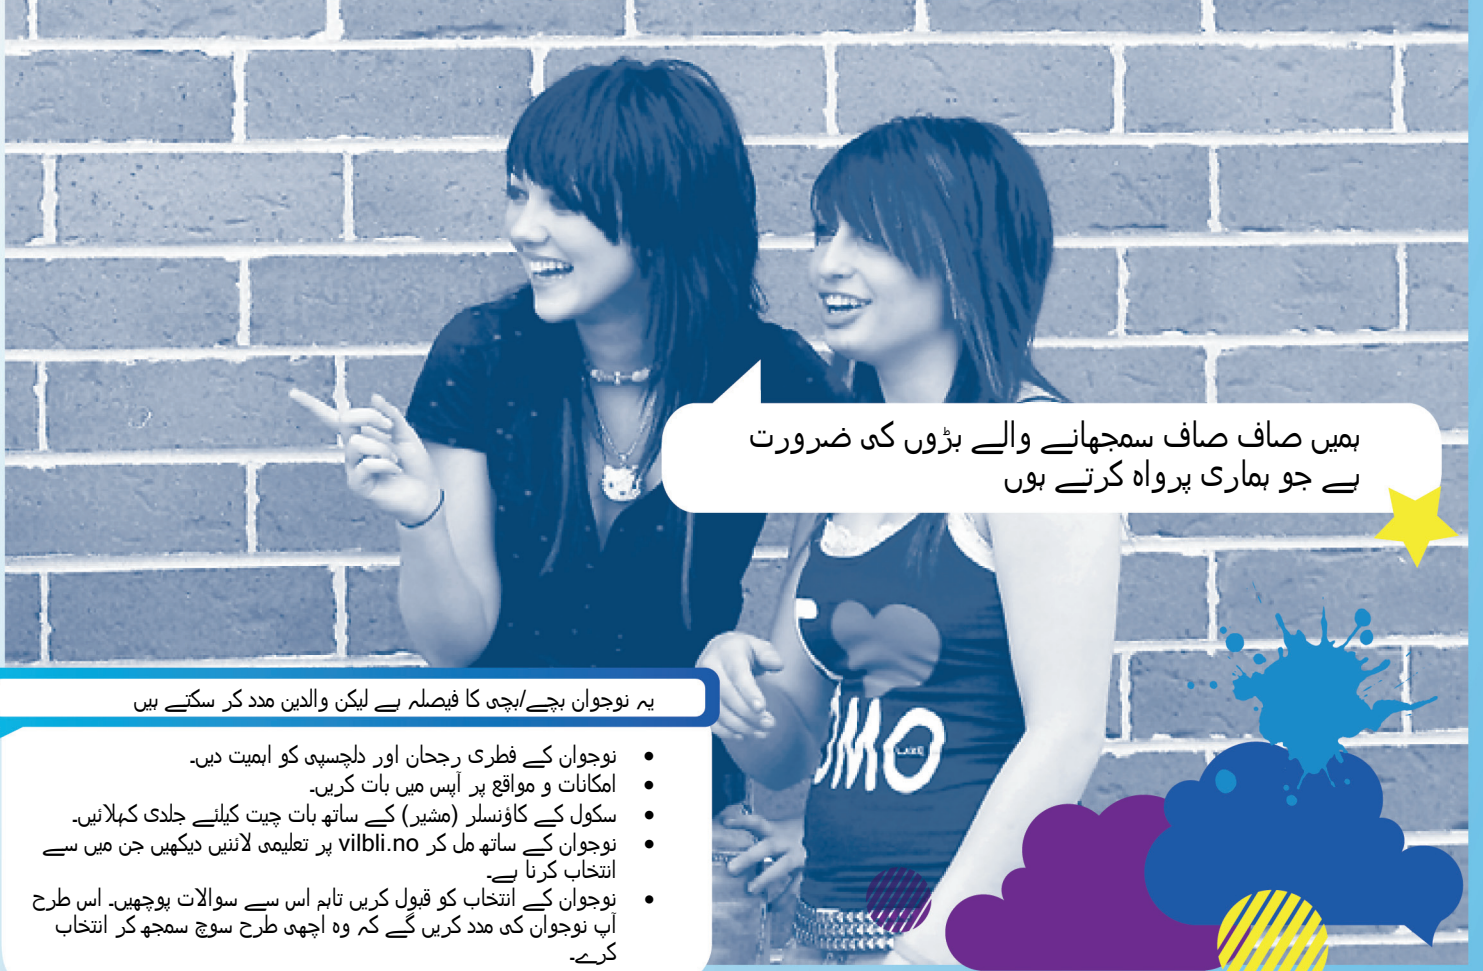 ہمیں صاف صاف سمجھانے والے بڑوں کی ضرورت
ہے جو ہماری پرواہ کرتے ہوں
یہ نوجوان بچے/بچی کا فیصلہ ہے لیکن والدین مدد کر سکتے ہیں
• نوجوان کے فطری رجحان اور دلچسپی کو اہمیت دیں۔
• امکانات و مواقع پر آپس میں بات کریں۔
• سکول کے کاؤنسلر (مشیر) کے ساتھ بات چیت کیلئے جلدی کہلائیں۔
• نوجوان کے ساتھ مل کر vilbli.no پر تعلیمی لائنیں دیکھیں جن میں سے
انتخاب کرنا ہے۔
• نوجوان کے انتخاب کو قبول کریں تاہم اس سے سوالات پوچھیں۔ اس طرح
آپ نوجوان کی مدد کریں گے کہ وہ اچھی طرح سوچ سمجھ کر انتخاب
کرے۔
OMO